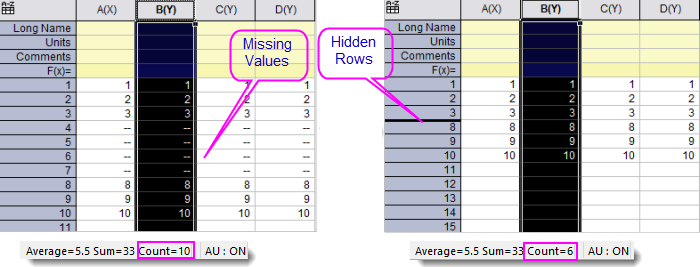 A(X) B(Y) C(Y) D(Y)
Long Name
Units
Comments
F(x)=
1 1 1 1 1
2 2 2 2 2
3 3 3 3 3
4 -- -- -- --
5 -- -- -- --
6 -- -- -- --
7 -- -- -- --
8 8 8 8 8
9 9 9 9 9
10 10 10 10 10
11
Average=5.5 Sum=33 Count=10 AU : ON
Missing
Values
Hidden
Rows
A(X) B(Y) C(Y) D(Y)
Long Name
Units
Comments
F(x)=
1 1 1 1 1
2 2 2 2 2
3 3 3 3 3
8 8 8 8 8
9 9 9 9 9
10 10 10 10 10
11
12
13
14
15
Average=5.5 Sum=33 Count=6 AU : ON